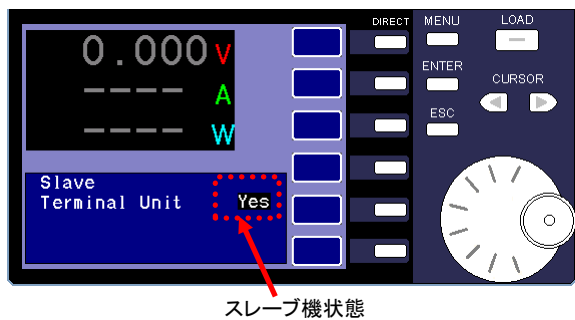 DIRECT
MENU
LOAD
0.000 V
---- A
---- W
ENTER
CURSOR
ESC
Slave
Terminal Unit Yes
スレーブ機状態